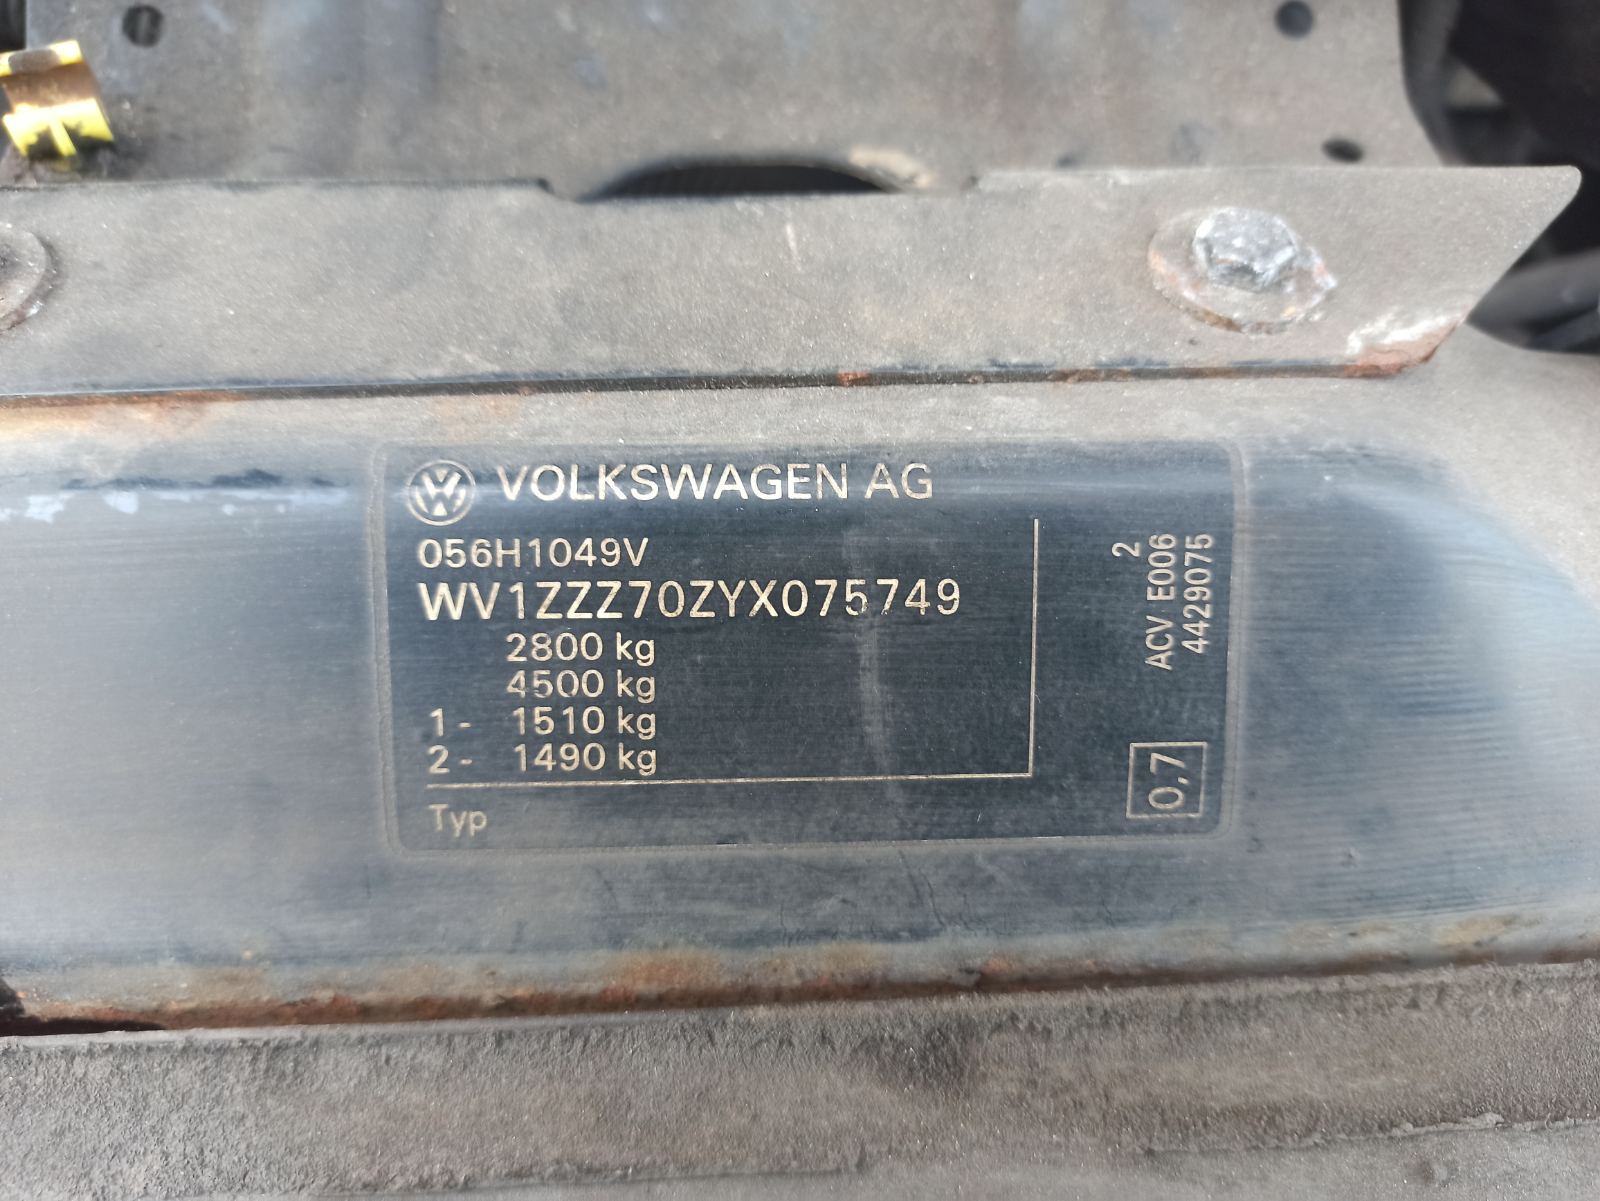 VOLKSWAGEN AG
056H1049V
WV1ZZZ70ZYX075749
2800 kg
4500 kg
1- 1510 kg
2- 1490 kg
Typ
2
ACV E006
4429075
0,7